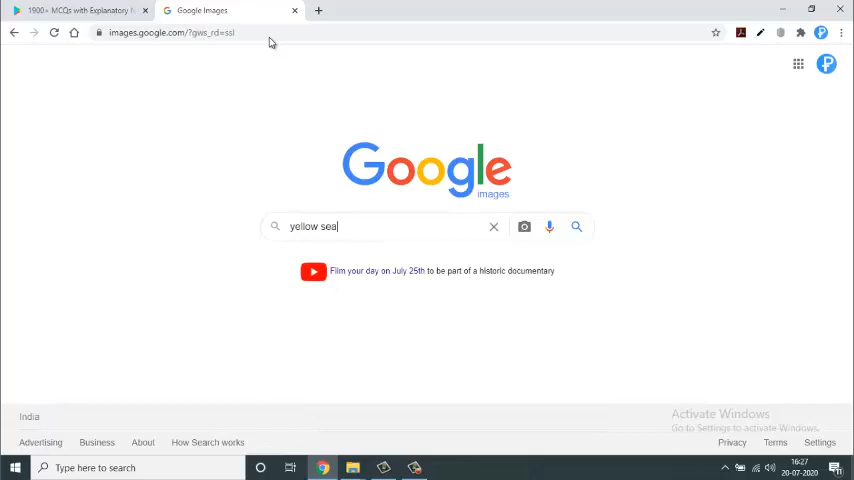 1900+ MCQs with Explanatory N
Google Images
images.google.com/?gws_rd=ssl
Google
images
yellow sea
Film your day on July 25th to be part of a historic documentary
India
Activate Windows
Go to Settings to activate Windows.
Advertising Business About How Search works Privacy Terms Settings
Type here to search
16:27
20-07-2020